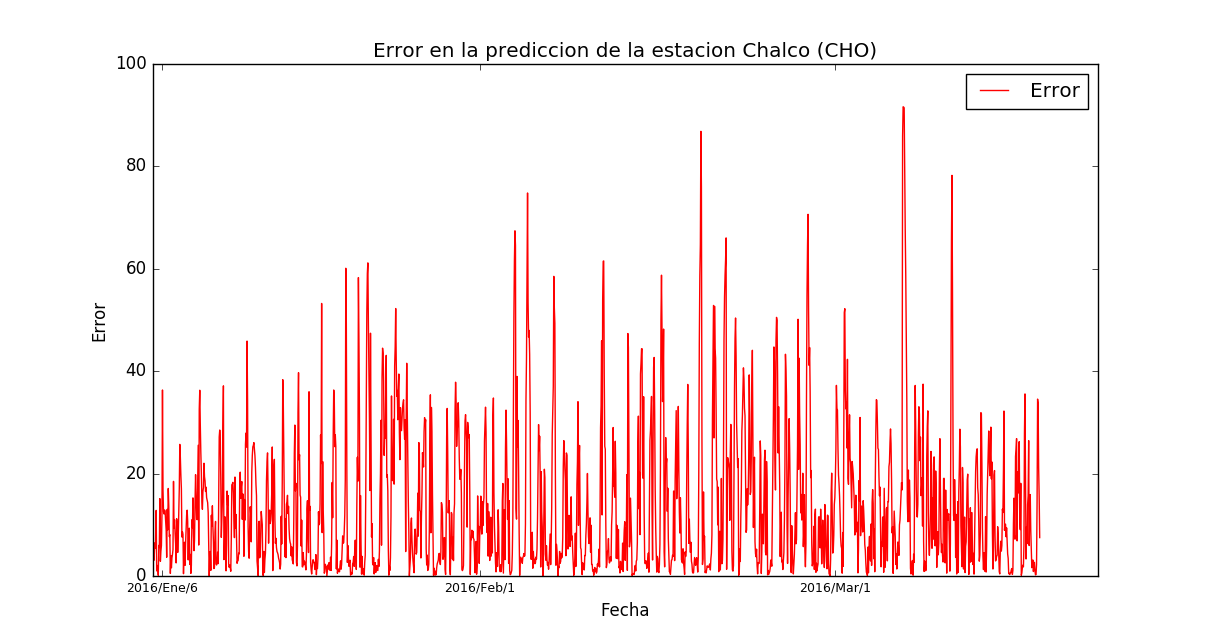 Error en la prediccion de la estacion Chalco (CHO)
100
80
60
40
20
0
Error
Error
2016/Ene/6
2016/Feb/1
2016/Mar/1
Fecha